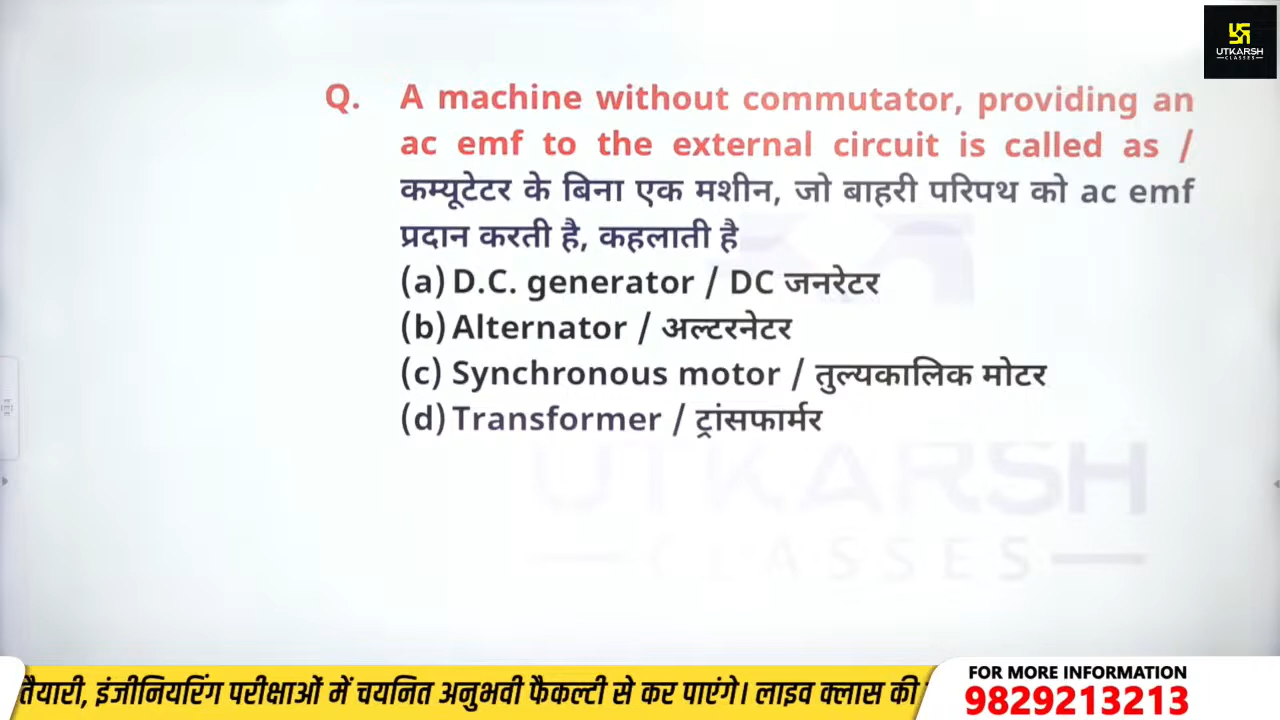 UTKARSH
CLASSES
Q. A machine without commutator, providing an
ac emf to the external circuit is called as /
कम्यूटेटर के बिना एक मशीन, जो बाहरी परिपथ को ac emf
प्रदान करती है, कहलाती है
(a) D.C. generator / DC जनरेटर
(b) Alternator / अल्टरनेटर
(c) Synchronous motor / तुल्यकालिक मोटर
(d) Transformer / ट्रांसफार्मर
UTKARSH
CLASSES
तैयारी, इंजीनियरिंग परीक्षाओं में चयनित अनुभवी फैकल्टी से कर पाएंगे। लाइव क्लास की
FOR MORE INFORMATION
9829213213